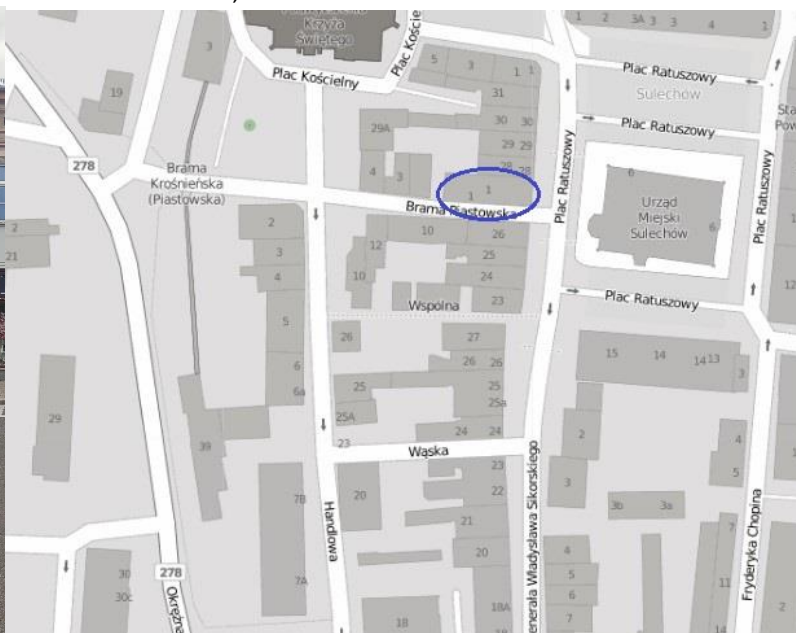 Krzyża
Świętego
Plac Kościelny
Plac Kościelny
3
19
5
3
1
1
31
29A
30
30
29
29
28
28
4
3
1
1
278
Brama
Krośnieńska
(Piastowska)
Brama Piastowska
1
2
3A
3
3
4
1
Plac Ratuszowy
Sulechów
Plac Ratuszowy
Plac Ratuszowy
Plac Ratuszowy
Plac Ratuszowy
6
Urząd
Miejski
Sulechów
6
12
2
21
2
3
4
5
6
6a
10
26
12
25
10
24
23
Wspólna
26
27
26
26
25
25
25a
25A
24
24
23
Wąska
15
14
14
13
3
29
39
2
4
5
3
23
20
22
21
20
18A
18
7B
7A
Handlowa
3b
3a
4
5
6
7
7
11
2
14
Fryderyka Chopina
enerała Władysława Sikorskiego
30
30c
278
Okrężna